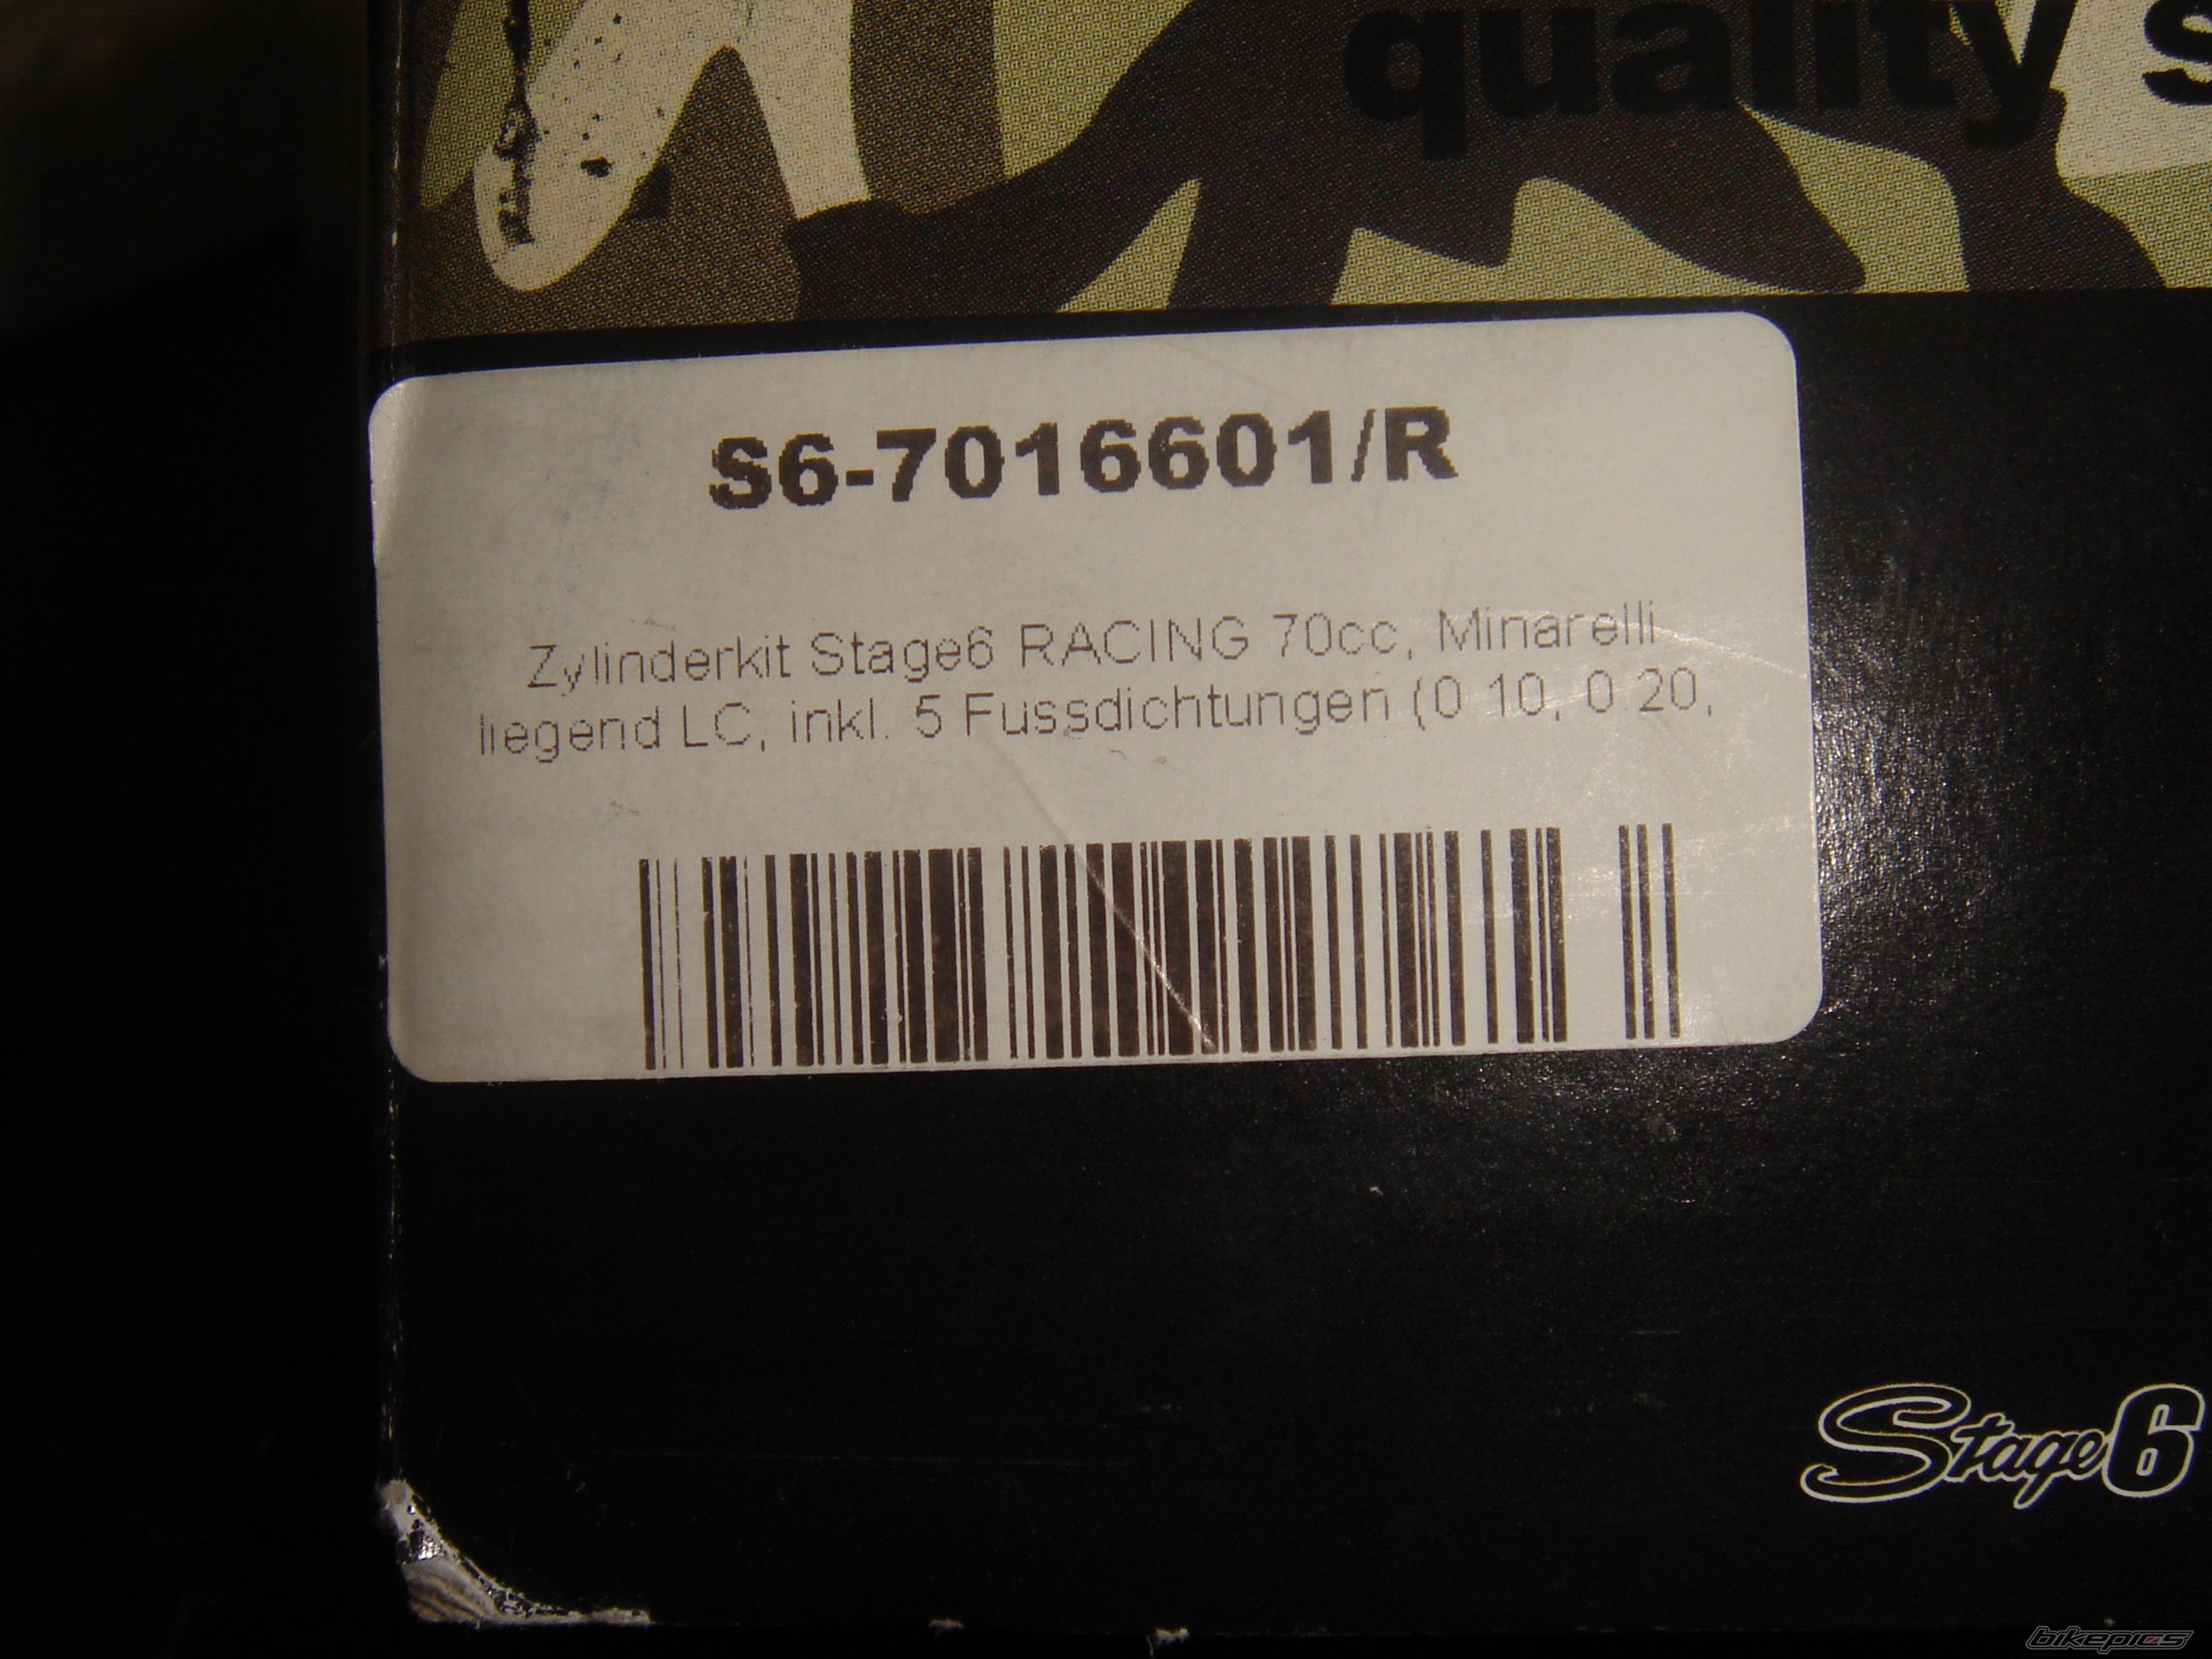 quality s
S6-7016601/R
Zylinderkit Stage6 RACING 70cc, Minarelli
liegend LC, inkl. 5 Fussdichtungen (0.10, 0.20,
Stage6
bikepics